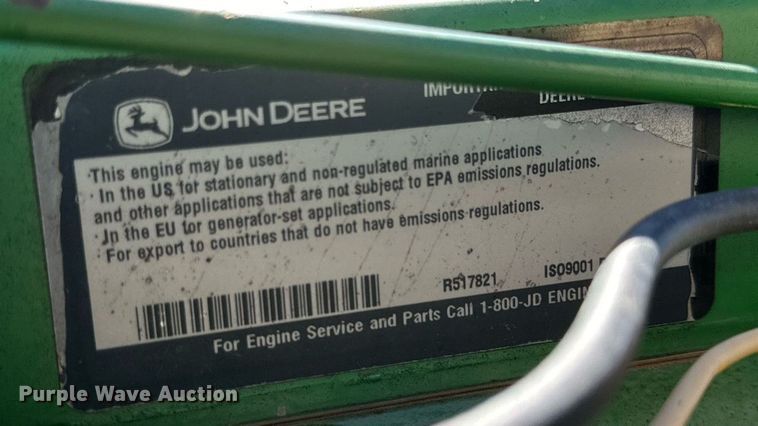 JOHN DEERE
DEERE
This engine may be used:
· In the US for stationary and non-regulated marine applications
and other applications that are not subject to EPA emissions regulations.
· In the EU for generator-set applications.
· For export to countries that do not have emissions regulations.
R517821 ISO9001
For Engine Service and Parts Call 1-800-JD ENGIN
Purple Wave Auction